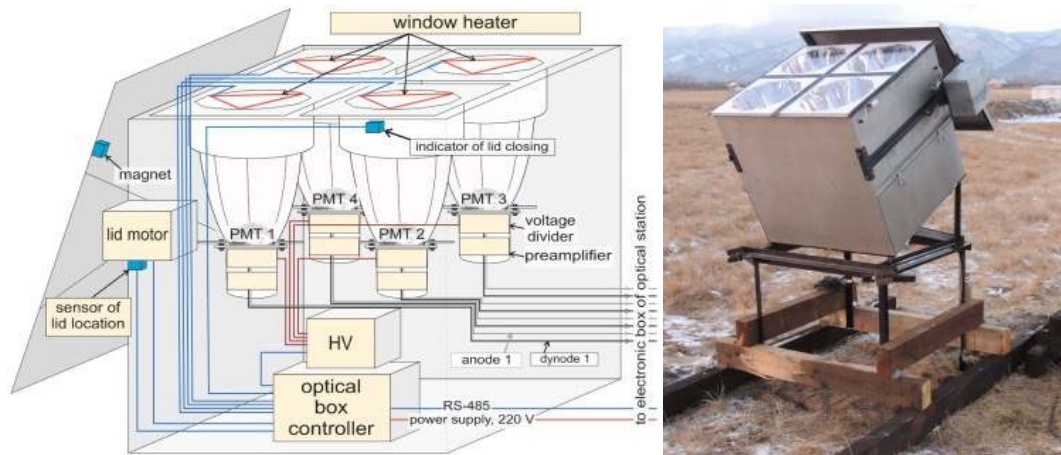 window heater
indicator of lid closing
magnet
PMT 4
PMT 3
lid motor
PMT 1
PMT 2
voltage
divider
preamplifier
sensor of
lid location
HV
anode 1
dynode 1
optical
box
controller
RS-485
power supply, 220 V
to electronic box of optical station